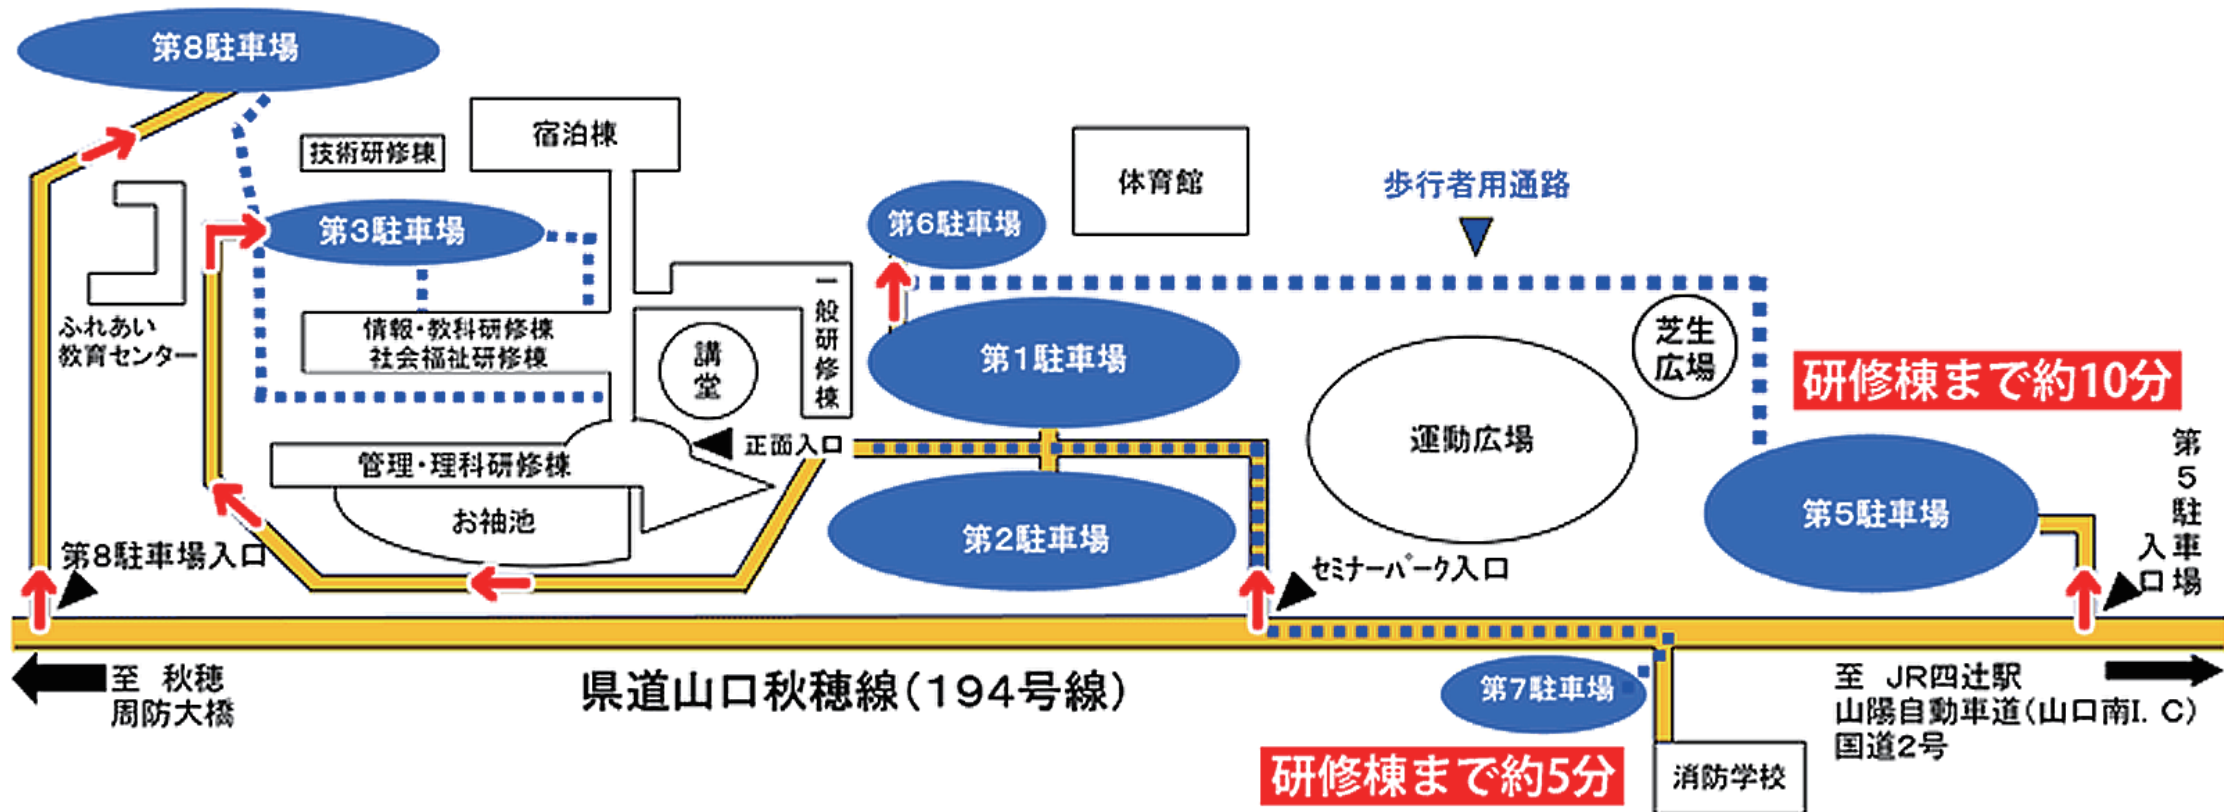 第8駐車場
宿泊棟
技術研修棟
体育館
歩行者用通路
第3駐車場
第6駐車場
ふれあい
教育センター
情報・教科研修棟
社会福祉研修棟
講堂
一般研修棟
第1駐車場
芝生
広場
研修棟まで約10分
正面入口
管理・理科研修棟
運動広場
お袖池
第2駐車場
第5駐車場
第5駐車場
入口
第8駐車場入口
セミナーパーク入口
至 秋穂
周防大橋
県道山口秋穂線(194号線)
第7駐車場
至 JR四辻駅
山陽自動車道(山口南I.C)
国道2号
研修棟まで約5分
消防学校